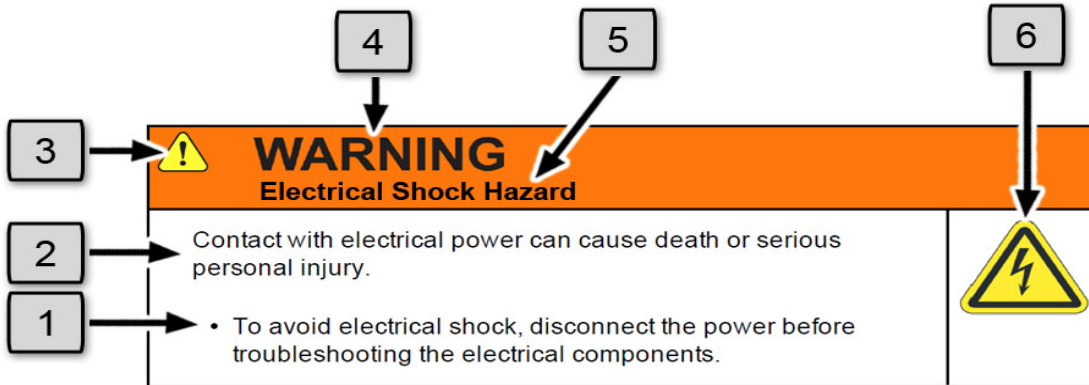 4
5
6
3
WARNING
Electrical Shock Hazard
2
Contact with electrical power can cause death or serious
personal injury.
1
• To avoid electrical shock, disconnect the power before
troubleshooting the electrical components.